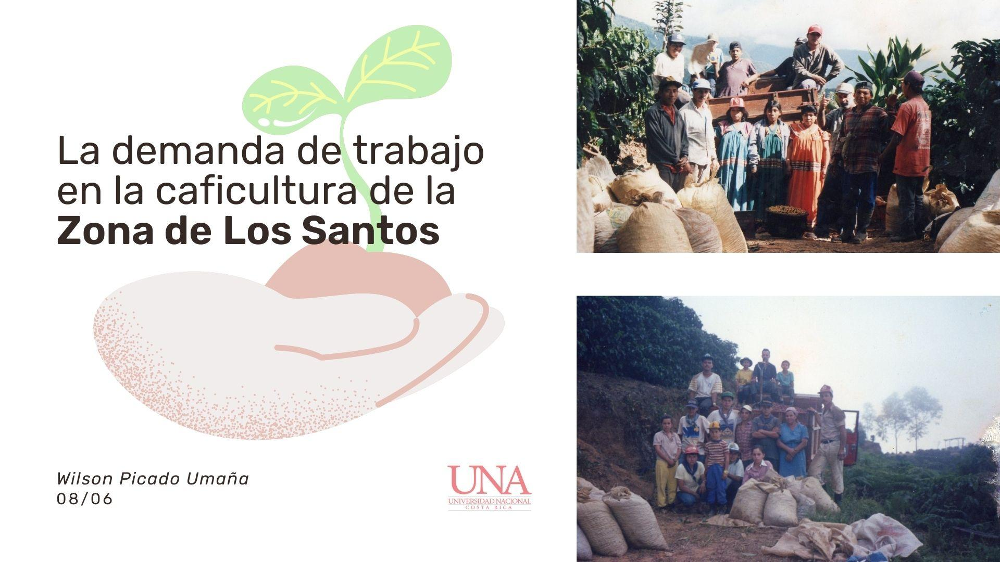 La demanda de trabajo
en la caficultura de la
Zona de Los Santos
Wilson Picado Umaña
08/06
UNA
UNIVERSIDAD NACIONAL
COSTA RICA